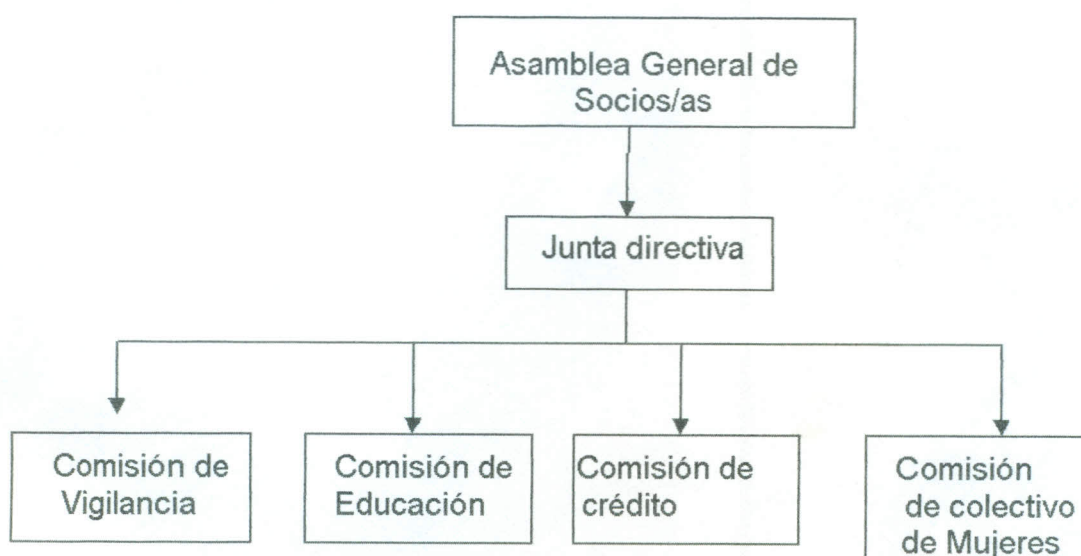 Asamblea General de
Socios/as
Junta directiva
Comisión de
Vigilancia
Comisión de
Educación
Comisión de
crédito
Comisión
de colectivo
de Mujeres